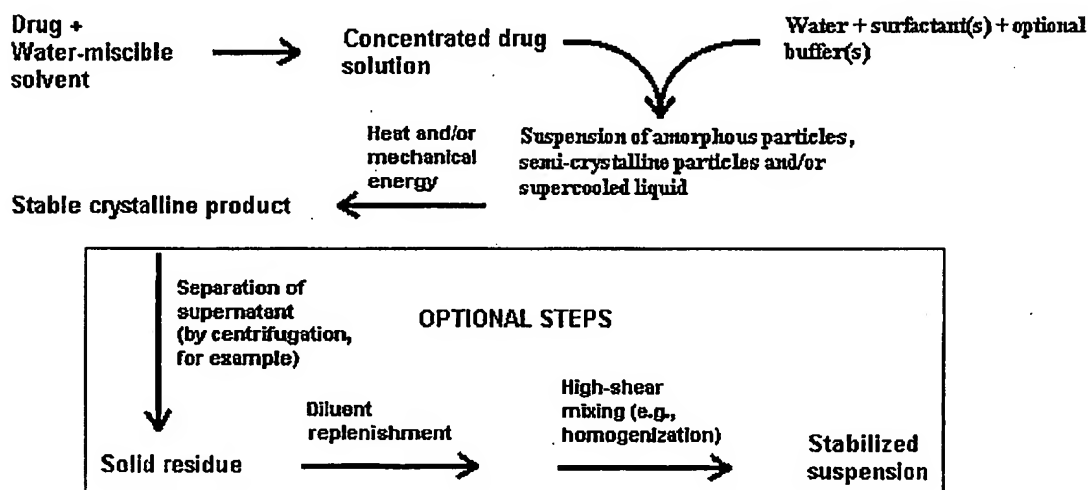 Drug +
Water-miscible
solvent
Concentrated drug
solution
Water + surfactant(s) + optional
buffer(s)
Heat and/or
mechanical
energy
Suspension of amorphous particles,
semi-crystalline particles and/or
supercooled liquid
Stable crystalline product
Separation of
supernatant
(by centrifugation,
for example)
OPTIONAL STEPS
Diluent
replenishment
High-shear
mixing (e.g.,
homogenization)
Solid residue
Stabilized
suspension